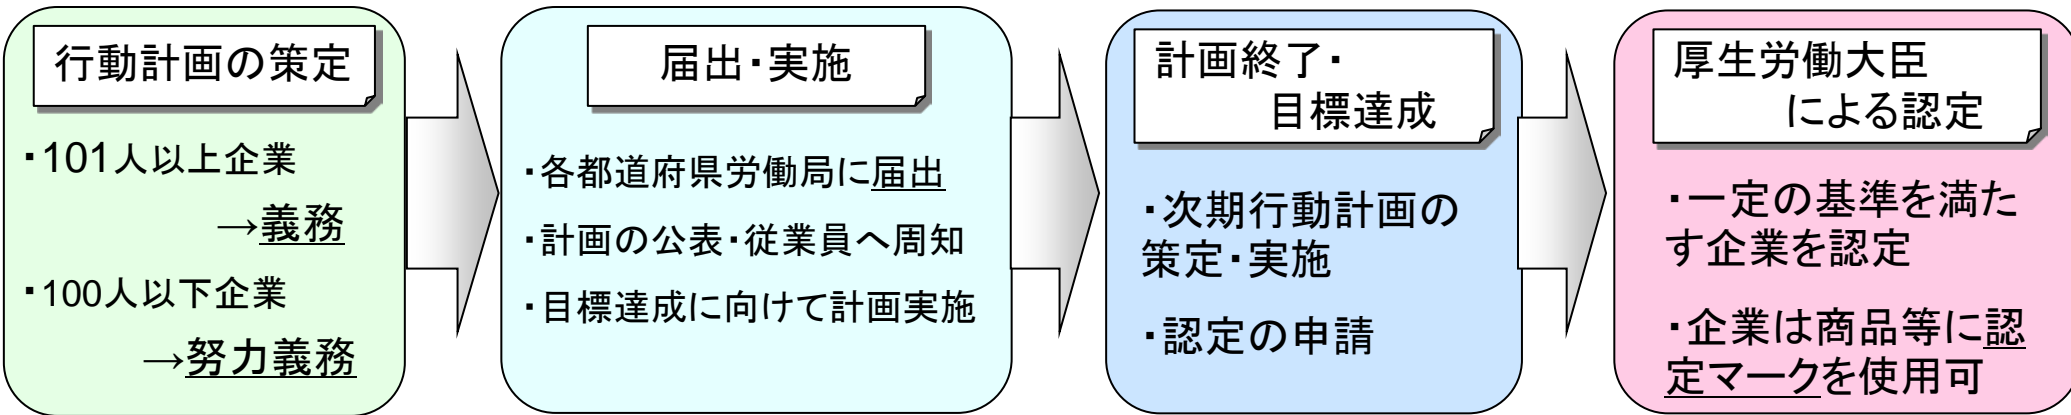 行動計画の策定
・101人以上企業
→義務
・100人以下企業
→努力義務
届出・実施
・各都道府県労働局に届出
・計画の公表・従業員へ周知
・目標達成に向けて計画実施
計画終了・
目標達成
・次期行動計画の
策定・実施
・認定の申請
厚生労働大臣
による認定
・一定の基準を満た
す企業を認定
・企業は商品等に認
定マークを使用可